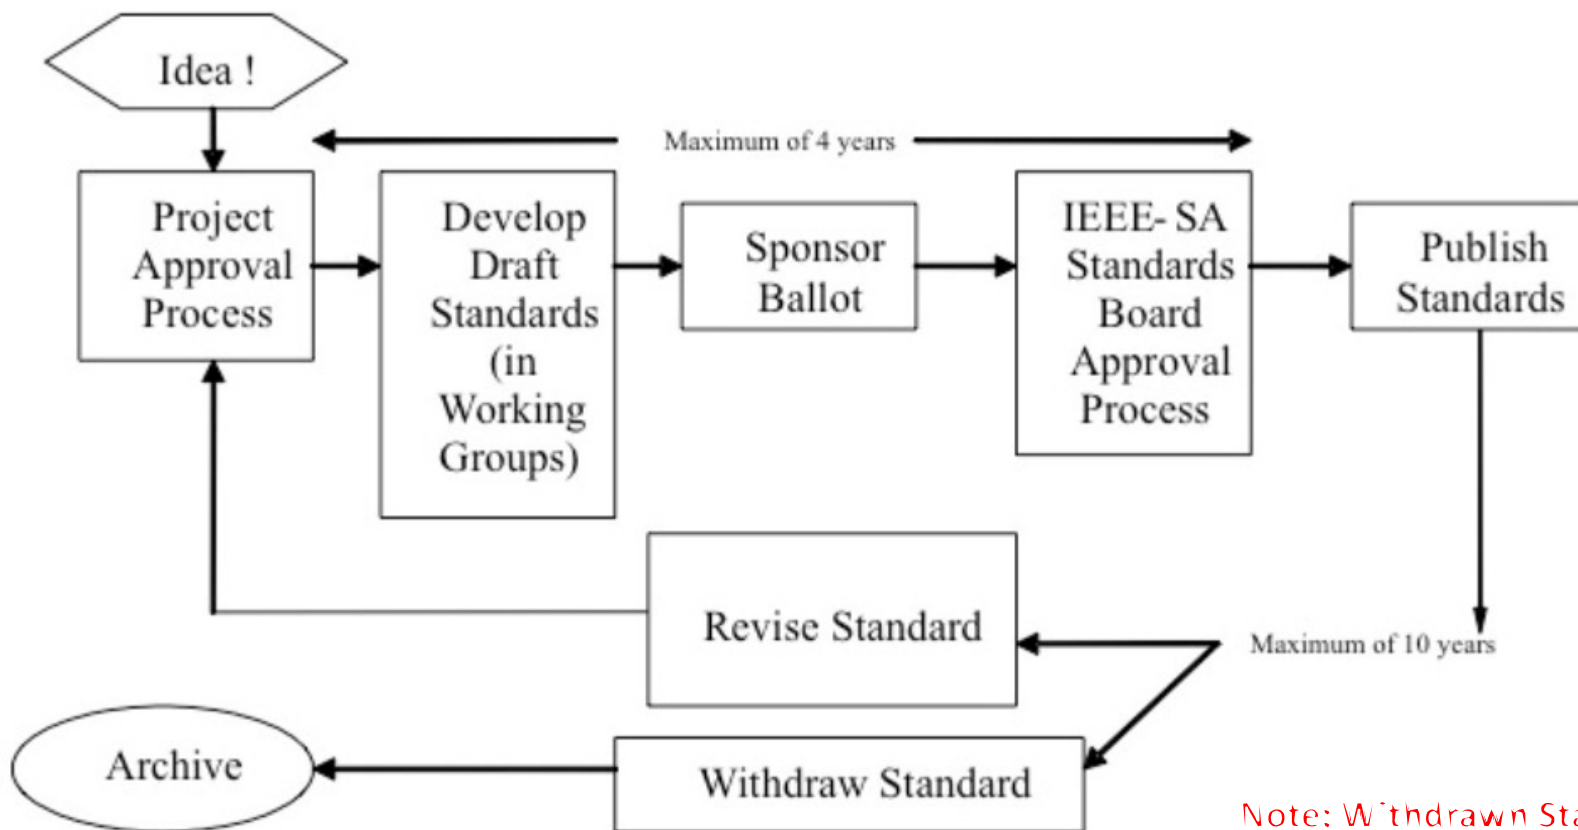 Idea !
Maximum of 4 years
Project
Approval
Process
Develop
Draft
Standards
(in
Working
Groups)
Sponsor
Ballot
IEEE- SA
Standards
Board
Approval
Process
Publish
Standards
Revise Standard
Maximum of 10 years
Archive
Withdraw Standard
Note: Withdrawn